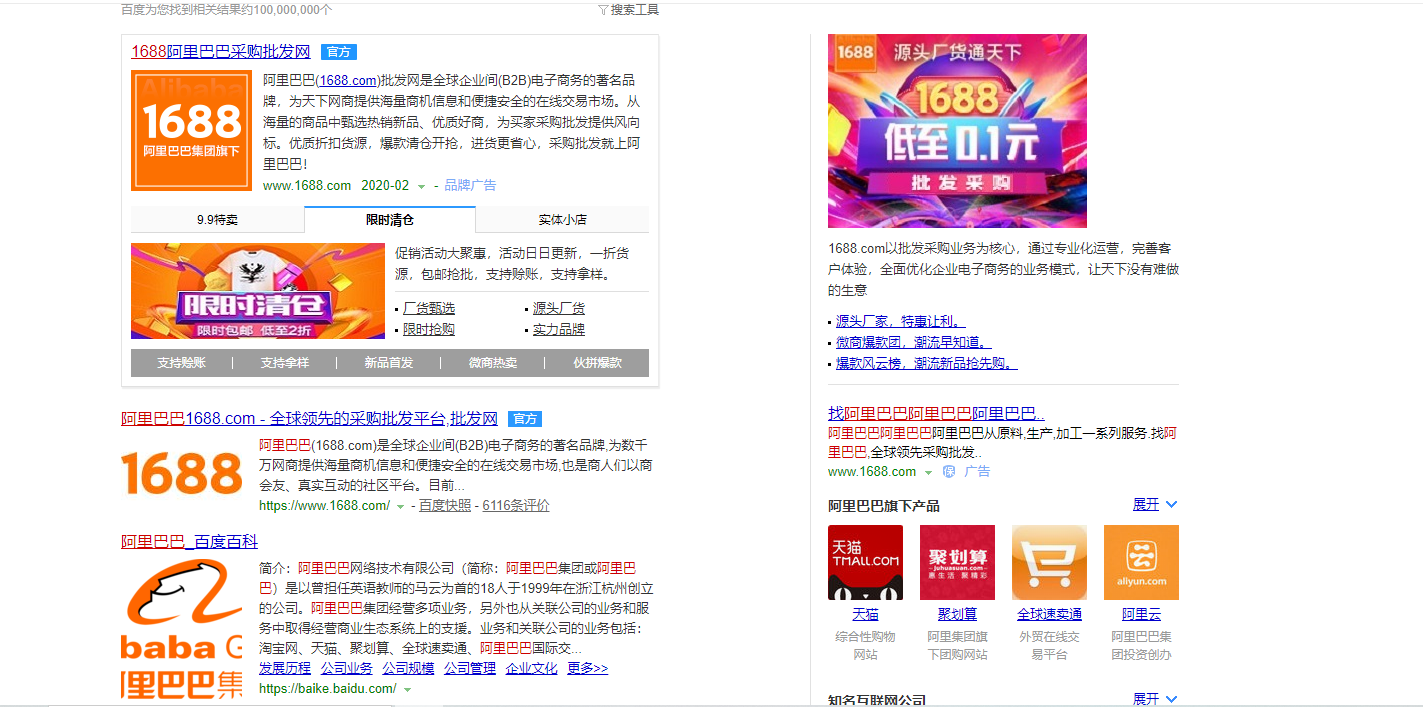 百度为您找到相关结果约100,000,000个
搜索工具
1688阿里巴巴采购批发网 官方
1688
阿里巴巴集团旗下
阿里巴巴(1688.com)批发网是全球企业间(B2B)电子商务的著名品
牌，为天下网商提供海量商机信息和便捷安全的在线交易市场。从
海量的商品中甄选热销新品、优质好商，为买家采购批发提供风向
标。优质折扣货源，爆款清仓开抢，进货更省心，采购批发就上阿
里巴巴！
www.1688.com 2020-02 - 品牌广告
9.9特卖 限时清仓 实体小店
限时清仓
限时包邮 低至2折
促销活动大聚惠，活动日日更新，一折货
源，包邮抢批，支持赊账，支持拿样。
厂货甄选 源头厂货
限时抢购 实力品牌
支持赊账 | 支持拿样 | 新品首发 | 微商热卖 | 伙拼爆款
阿里巴巴1688.com - 全球领先的采购批发平台,批发网 官方
1688
阿里巴巴(1688.com)是全球企业间(B2B)电子商务的著名品牌,为数千
万网商提供海量商机信息和便捷安全的在线交易市场,也是商人们以商
会友、真实互动的社区平台。目前...
https://www.1688.com/ - 百度快照 - 6116条评价
阿里巴巴_百度百科
baba G
里巴巴集
简介：阿里巴巴网络技术有限公司（简称：阿里巴巴集团或阿里巴
巴）是以曾担任英语教师的马云为首的18人于1999年在浙江杭州创立
的公司。阿里巴巴集团经营多项业务，另外也从关联公司的业务和服
务中取得经营商业生态系统上的支援。业务和关联公司的业务包括：
淘宝网、天猫、聚划算、全球速卖通、阿里巴巴国际交...
发展历程 公司业务 公司规模 公司管理 企业文化 更多>>
https://baike.baidu.com/
1688 源头厂货通天下
1688
低至0.1元
批发采购
1688.com以批发采购业务为核心，通过专业化运营，完善客
户体验，全面优化企业电子商务的业务模式，让天下没有难做
的生意
源头厂家，特惠让利。
微商爆款团，潮流早知道。
爆款风云榜，潮流新品抢先购。
找阿里巴巴阿里巴巴阿里巴巴..
阿里巴巴阿里巴巴阿里巴巴从原料,生产,加工一系列服务.找阿
里巴巴,全球领先采购批发..
www.1688.com 保 广告
阿里巴巴旗下产品 展开
天猫
TMALL.COM
聚划算
juhuasuan.com
惠生活 聚精彩
云
aliyun.com
天猫 聚划算 全球速卖通 阿里云
综合性购物 阿里集团旗 外贸在线交 阿里巴巴集
网站 下团购网站 易平台 团投资创办
知名互联网公司 展开